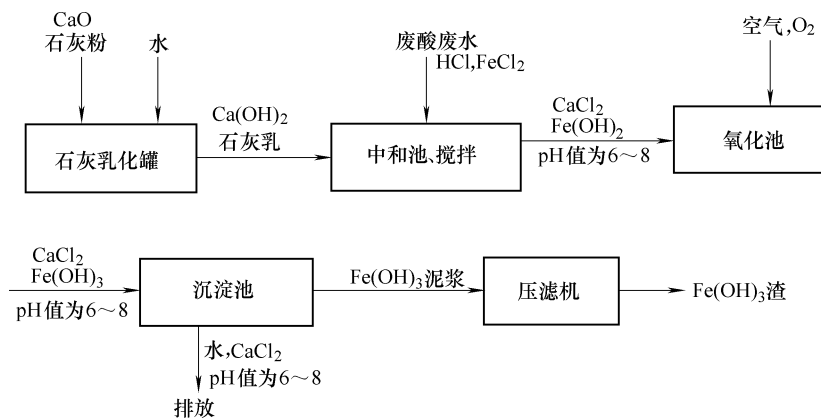 CaO
石灰粉
水
废酸废水
HCl,FeCl₂
空气,O₂
石灰乳化罐
Ca(OH)₂
石灰乳
中和池、搅拌
CaCl₂
Fe(OH)₂
pH值为6～8
氧化池
CaCl₂
Fe(OH)₃
pH值为6～8
沉淀池
Fe(OH)₃泥浆
压滤机
Fe(OH)₃渣
水,CaCl₂
pH值为6～8
排放